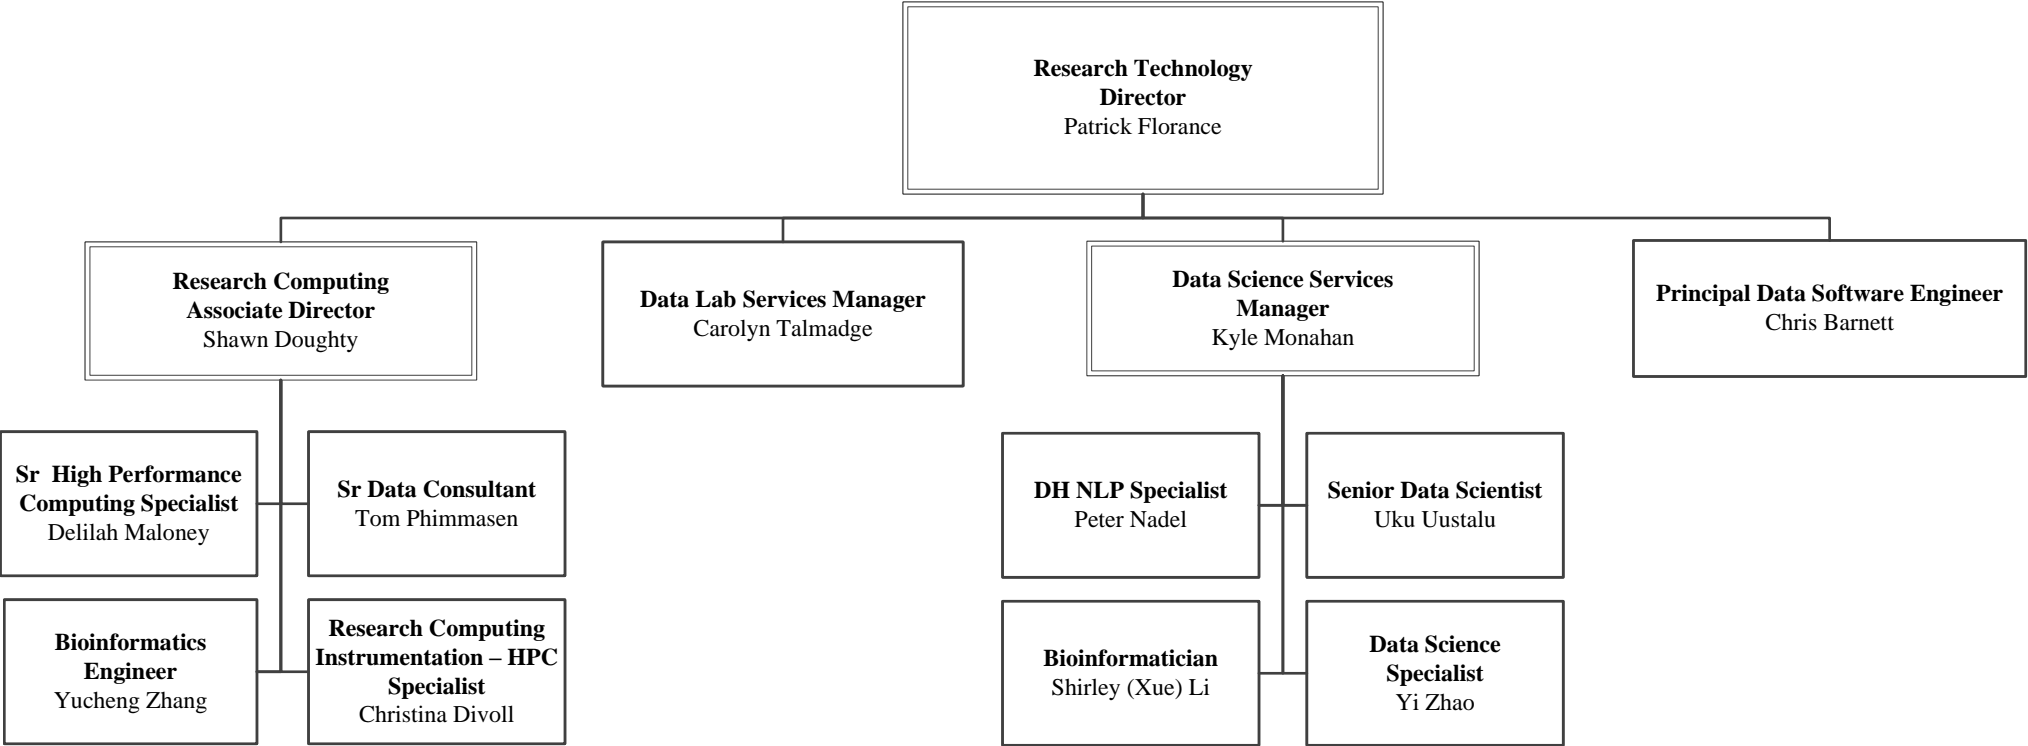 Research Technology
Director
Patrick Florance
Research Computing
Associate Director
Shawn Doughty
Data Lab Services Manager
Carolyn Talmadge
Data Science Services
Manager
Kyle Monahan
Principal Data Software Engineer
Chris Barnett
Sr  High Performance
Computing Specialist
Delilah Maloney
Sr Data Consultant
Tom Phimmasen
DH NLP Specialist
Peter Nadel
Senior Data Scientist
Uku Uustalu
Bioinformatics
Engineer
Yucheng Zhang
Research Computing
Instrumentation – HPC
Specialist
Christina Divoll
Bioinformatician
Shirley (Xue) Li
Data Science
Specialist
Yi Zhao